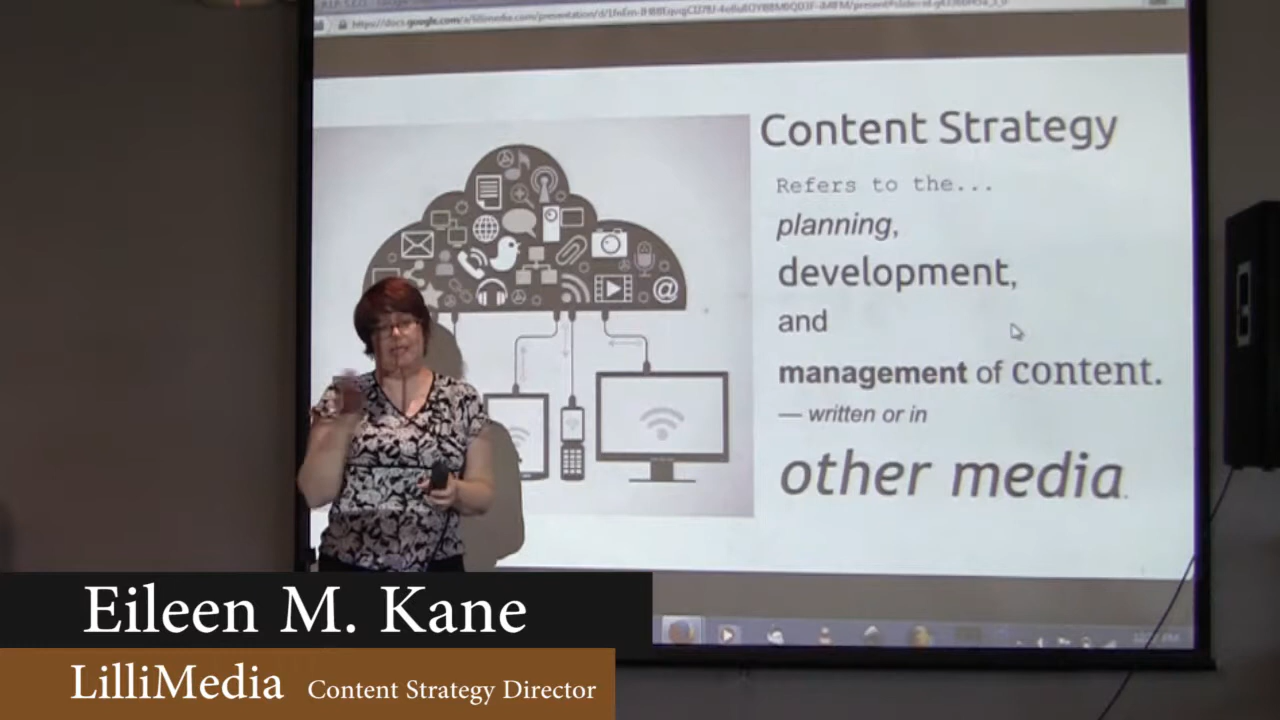 Content Strategy
Refers to the...
planning,
development,
and
management of content.
— written or in
other media.
@
Eileen M. Kane
LilliMedia Content Strategy Director